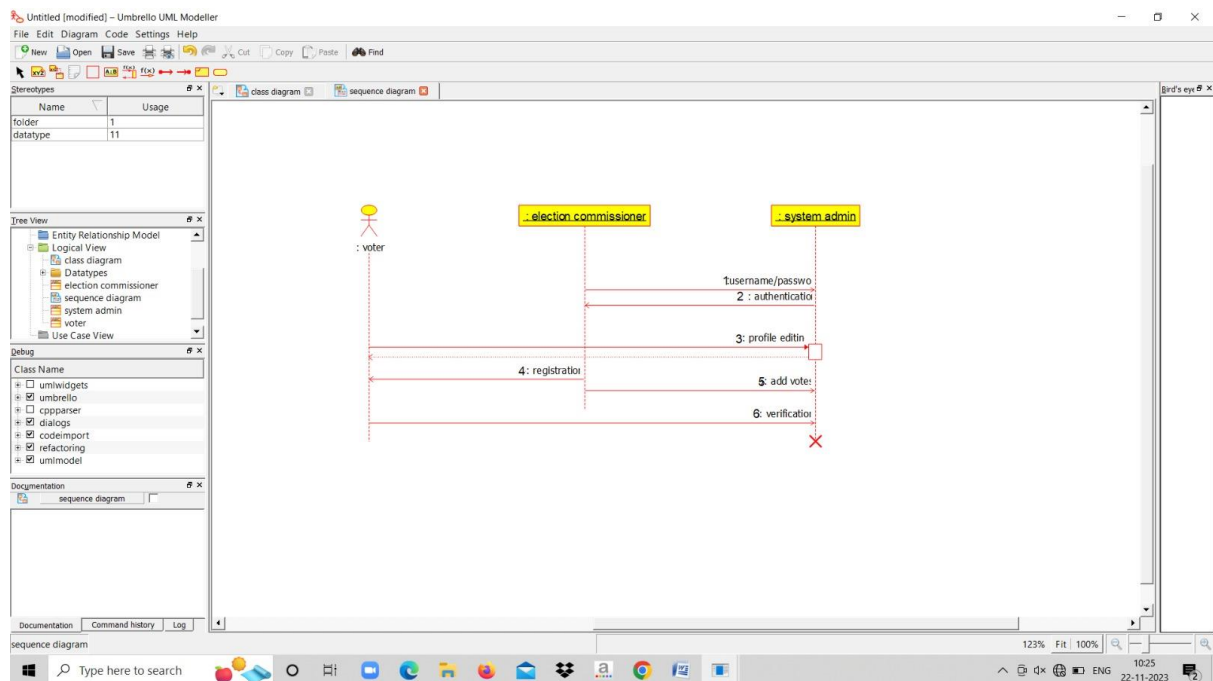 Untitled [modified] – Umbrello UML Modeller
File Edit Diagram Code Settings Help
New Open Save Cut Copy Paste Find
Stereotypes
Name Usage
folder 1
datatype 11
Tree View
Entity Relationship Model
Logical View
class diagram
Datatypes
election commissioner
sequence diagram
system admin
voter
Use Case View
Debug
Class Name
umlwidgets
umbrello
cppparser
dialogs
codeimport
refactoring
umlmodel
Documentation
sequence diagram
Documentation Command history Log
class diagram sequence diagram
Bird's eye
: voter
: election commissioner
: system admin
1: username/passwo
2 : authenticatio
3: profile editin
4: registration
5: add votes
6: verification
sequence diagram
123% Fit 100%
Type here to search
ENG
10:25
22-11-2023